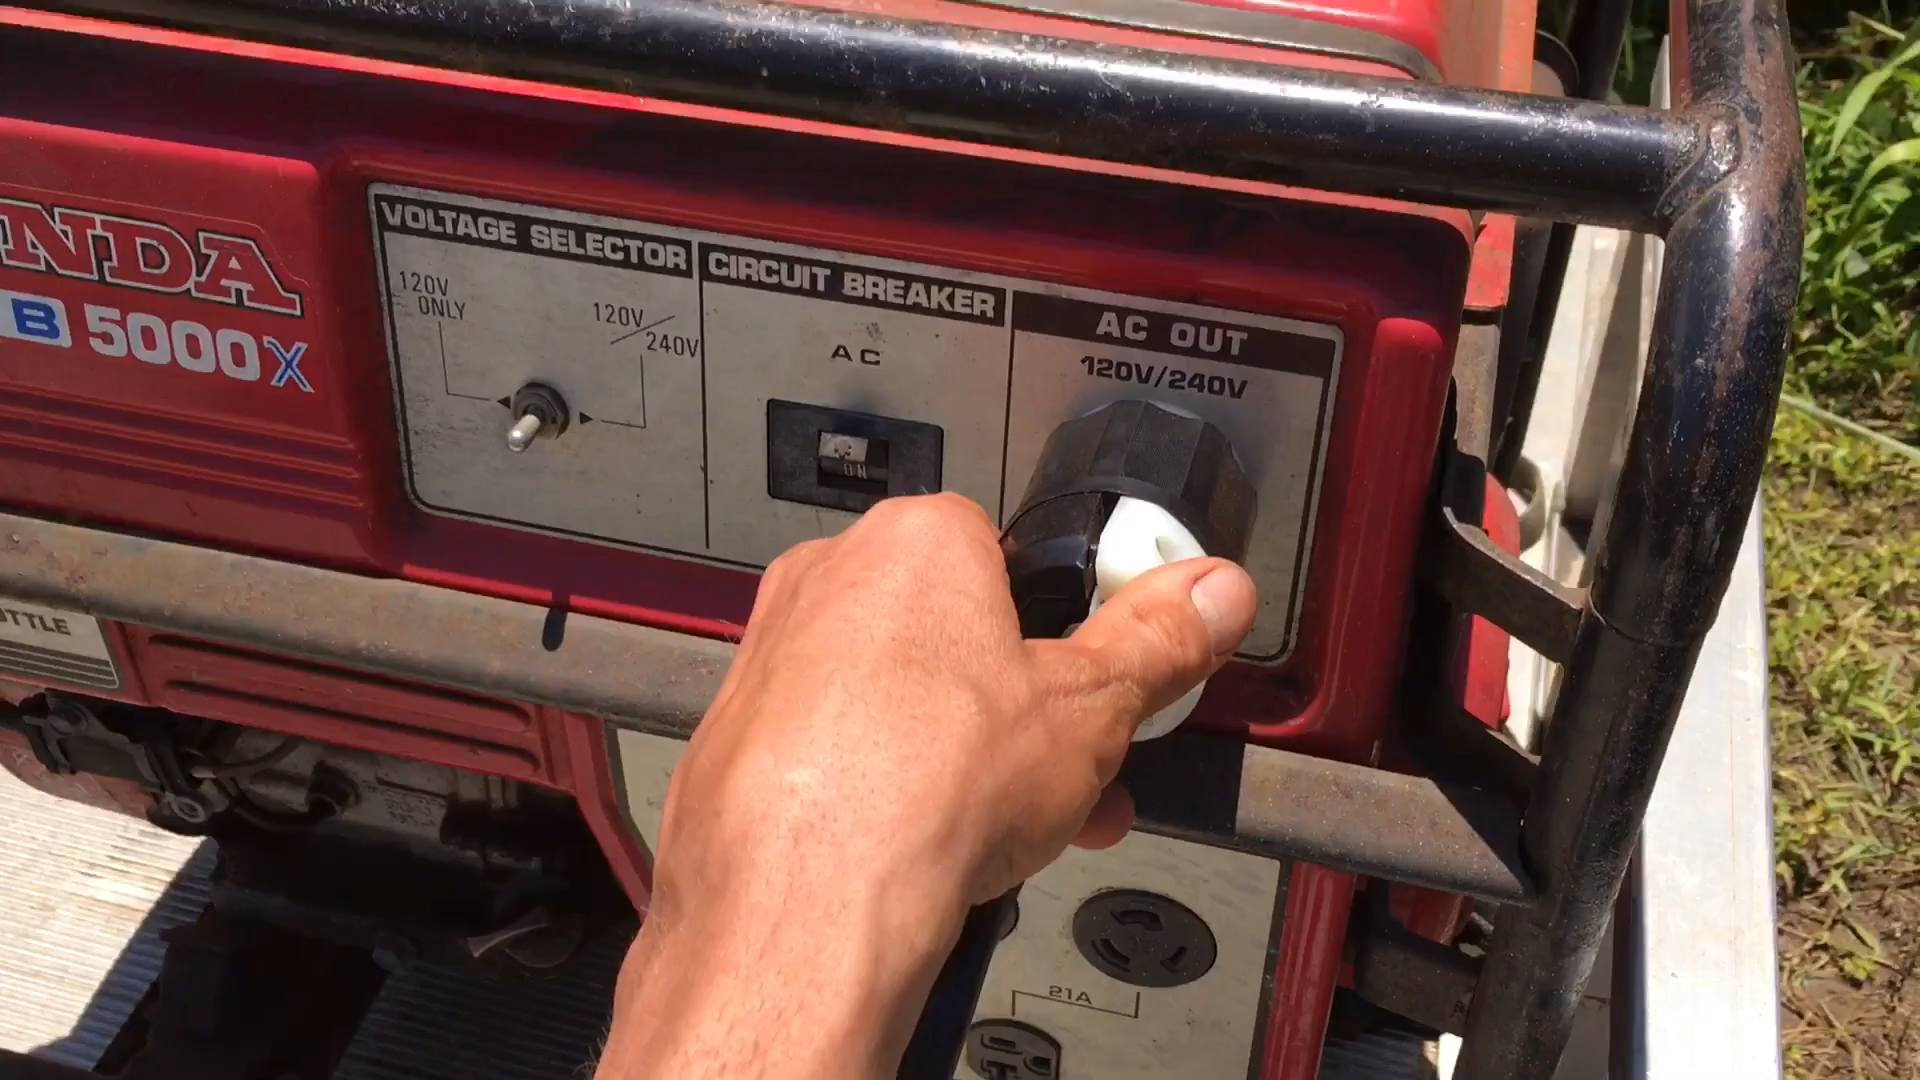 NDA
B 5000X
VOLTAGE SELECTOR
120V
ONLY
120V/
240V
CIRCUIT BREAKER
AC
ON
AC OUT
120V/240V
TTLE
21A